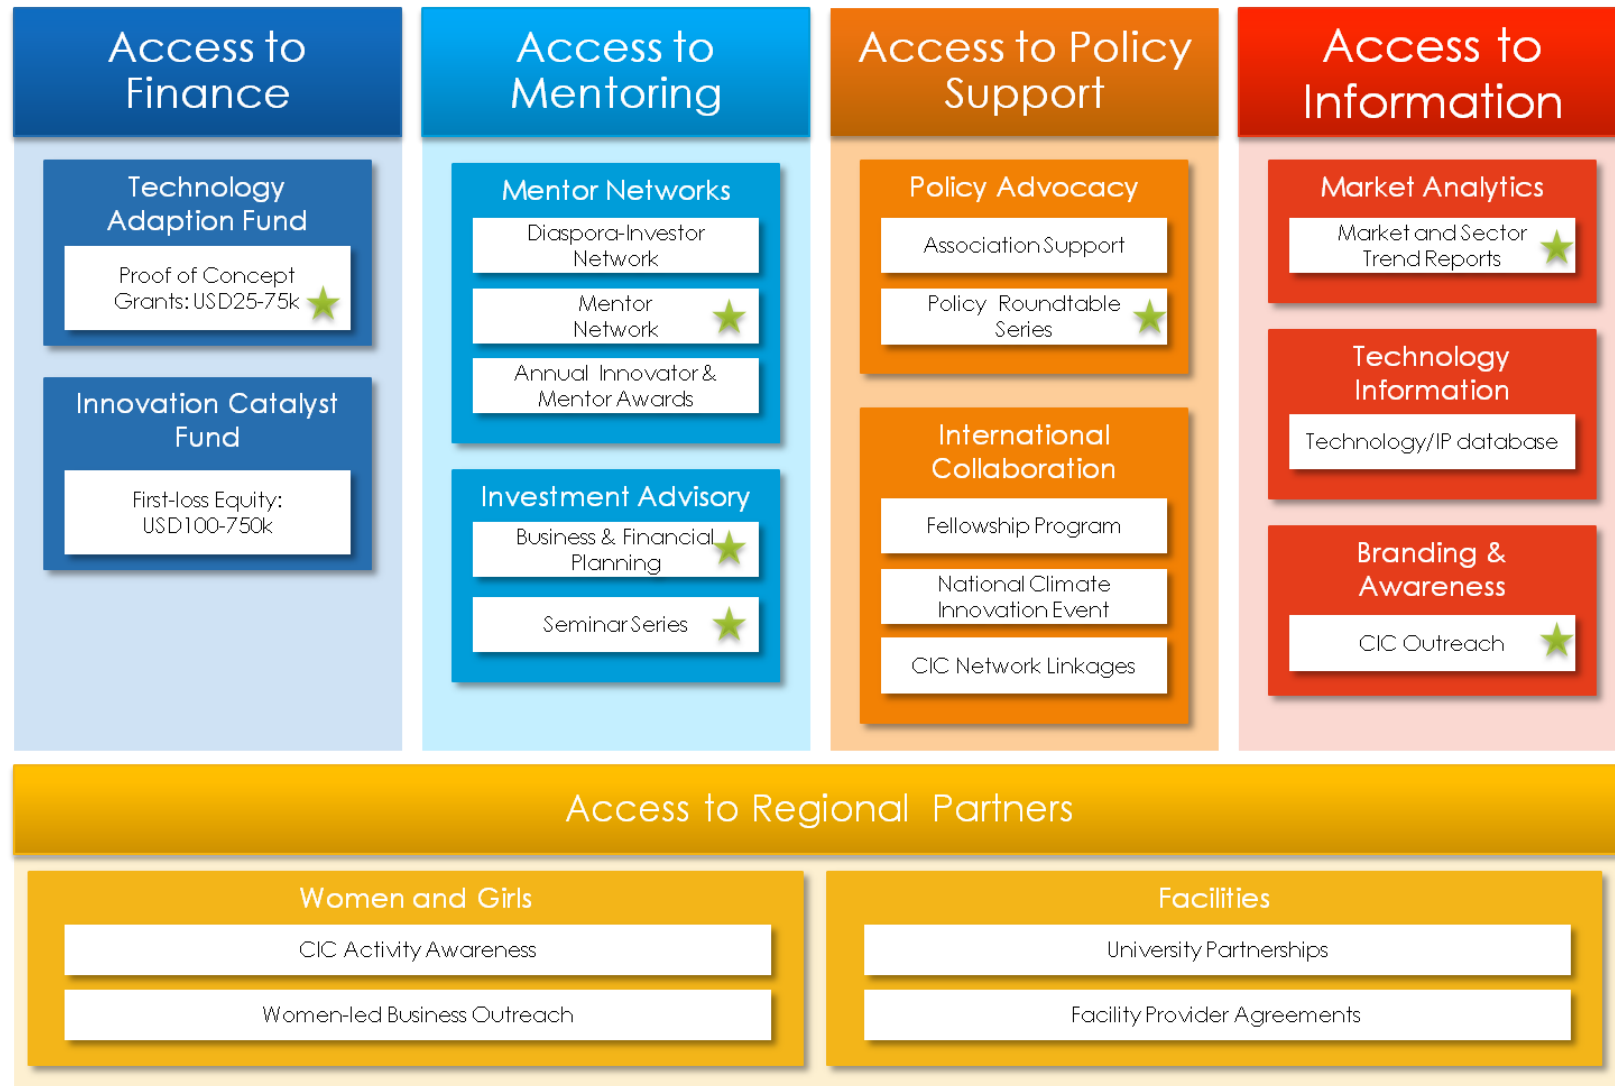 Access to
Finance
Technology
Adaption Fund
Proof of Concept
Grants: USD25-75k
Innovation Catalyst
Fund
First-loss Equity:
USD100-750k
Access to
Mentoring
Mentor Networks
Diaspora-Investor
Network
Mentor
Network
Annual Innovator &
Mentor Awards
Investment Advisory
Business & Financial
Planning
Seminar Series
Access to Policy
Support
Policy Advocacy
Association Support
Policy Roundtable
Series
International
Collaboration
Fellowship Program
National Climate
Innovation Event
CIC Network Linkages
Access to
Information
Market Analytics
Market and Sector
Trend Reports
Technology
Information
Technology/IP database
Branding &
Awareness
CIC Outreach
Access to Regional Partners
Women and Girls
CIC Activity Awareness
Women-led Business Outreach
Facilities
University Partnerships
Facility Provider Agreements